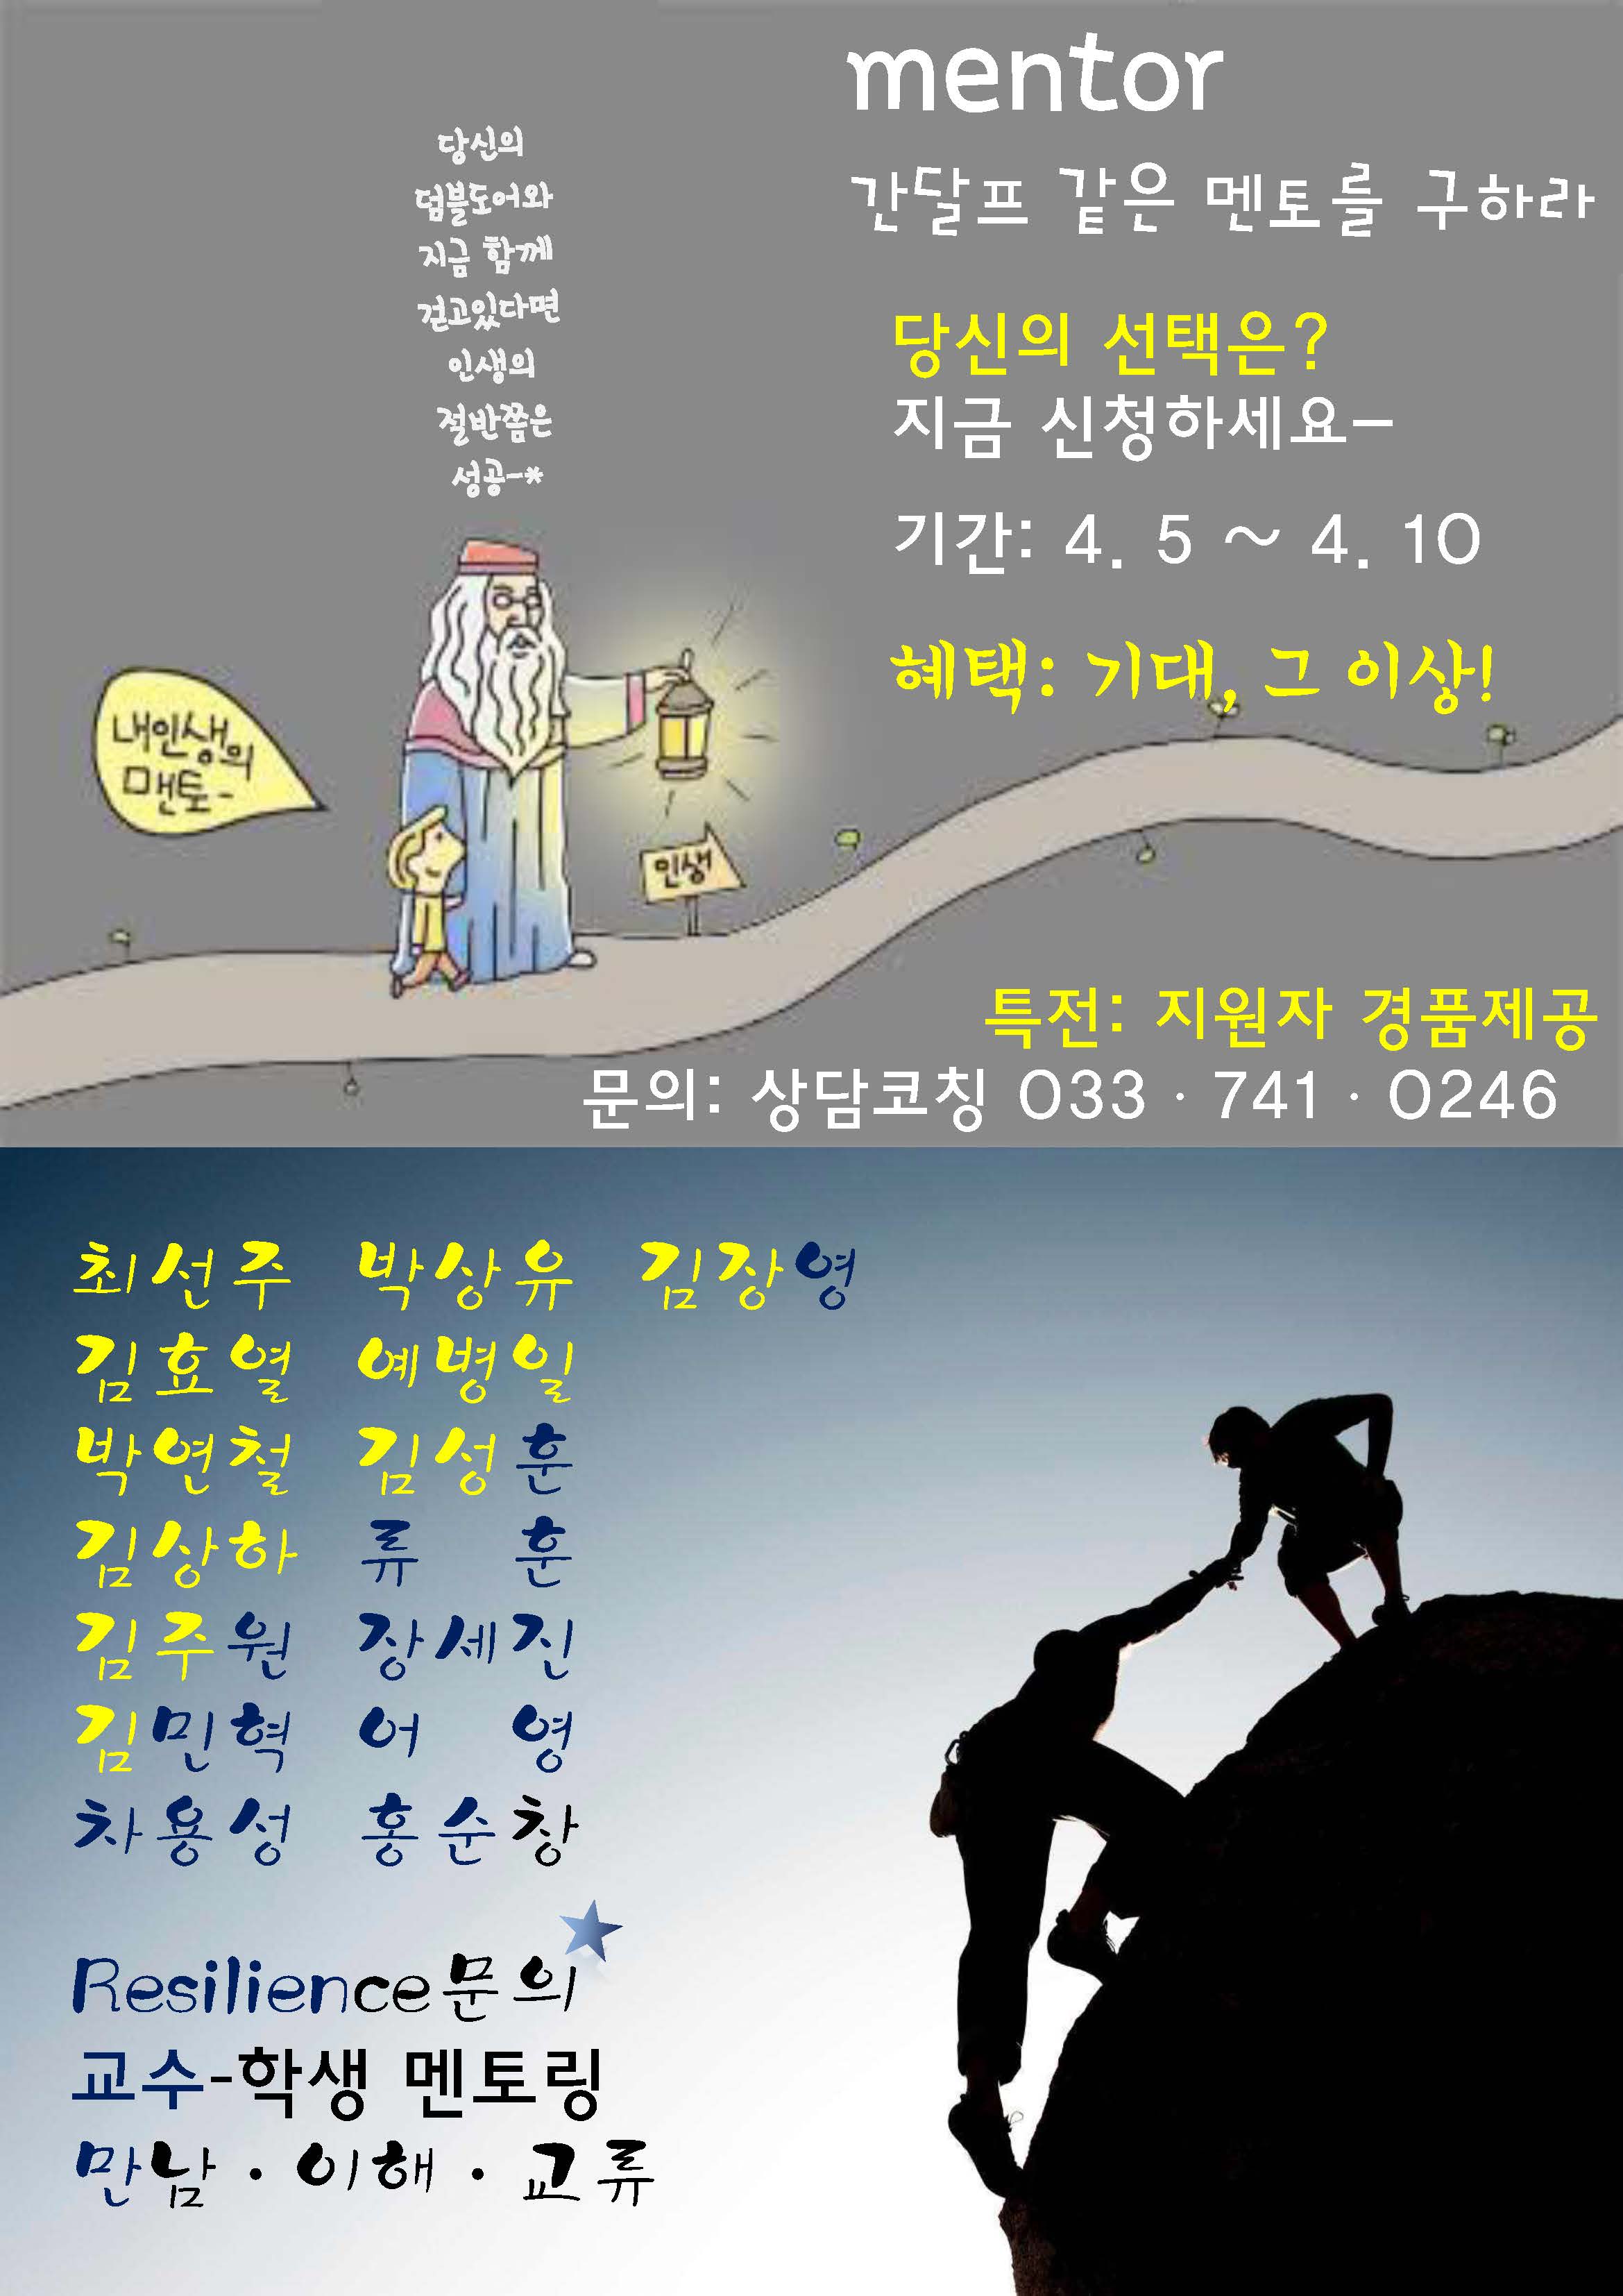 mentor
간달프 같은 멘토를 구하라
당신의
덤블도어와
지금 함께
걷고있다면
인생의
절반쯤은
성공-*
당신의 선택은?
지금 신청하세요-
기간: 4. 5 ~ 4. 10
혜택: 기대, 그 이상!
내인생의
맨토-
인생
특전: 지원자 경품제공
문의: 상담코칭 033 · 741 · 0246
최선주 박상유 김장영
김효열 예병일
박연철 김성훈
김상하 류 훈
김주원 장세진
김민혁 어 영
차용성 홍순창
Resilience문의
교수-학생 멘토링
만남 · 이해 · 교류